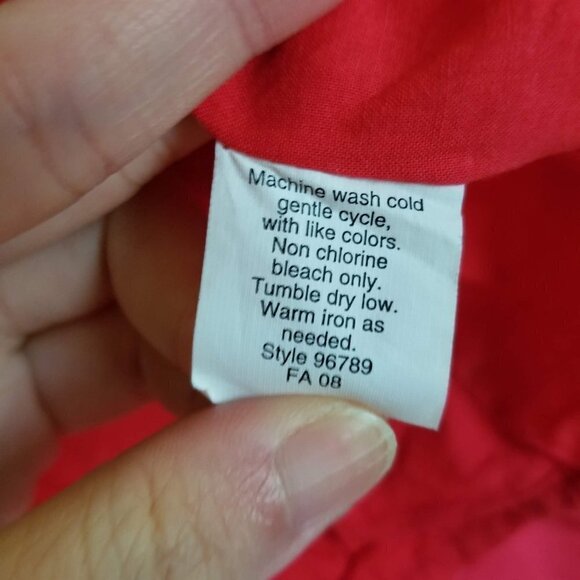 Machine wash cold
gentle cycle,
with like colors.
Non chlorine
bleach only.
Tumble dry low.
Warm iron as
needed.
Style 96789
FA 08